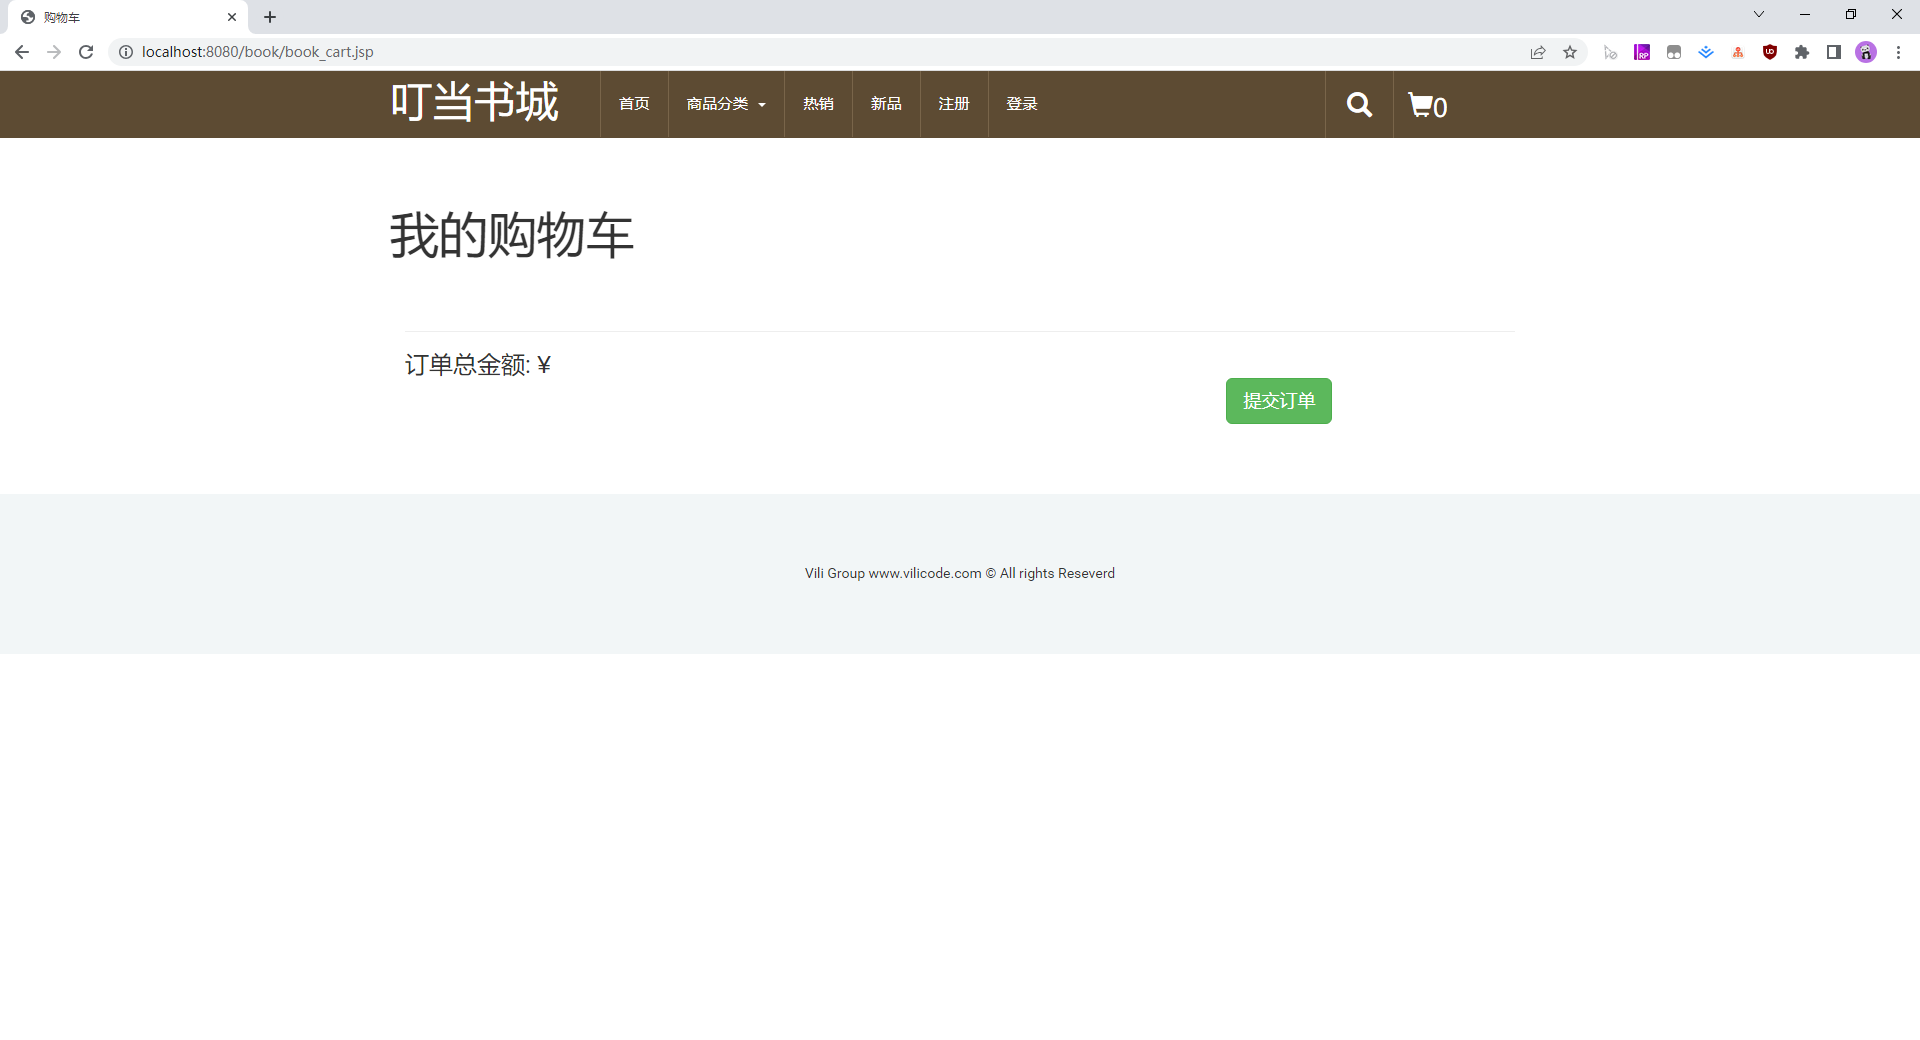 购物车
localhost:8080/book/book_cart.jsp
叮当书城
首页 商品分类 热销 新品 注册 登录 0
我的购物车
订单总金额: ¥
提交订单
Vili Group www.vilicode.com © All rights Reseverd